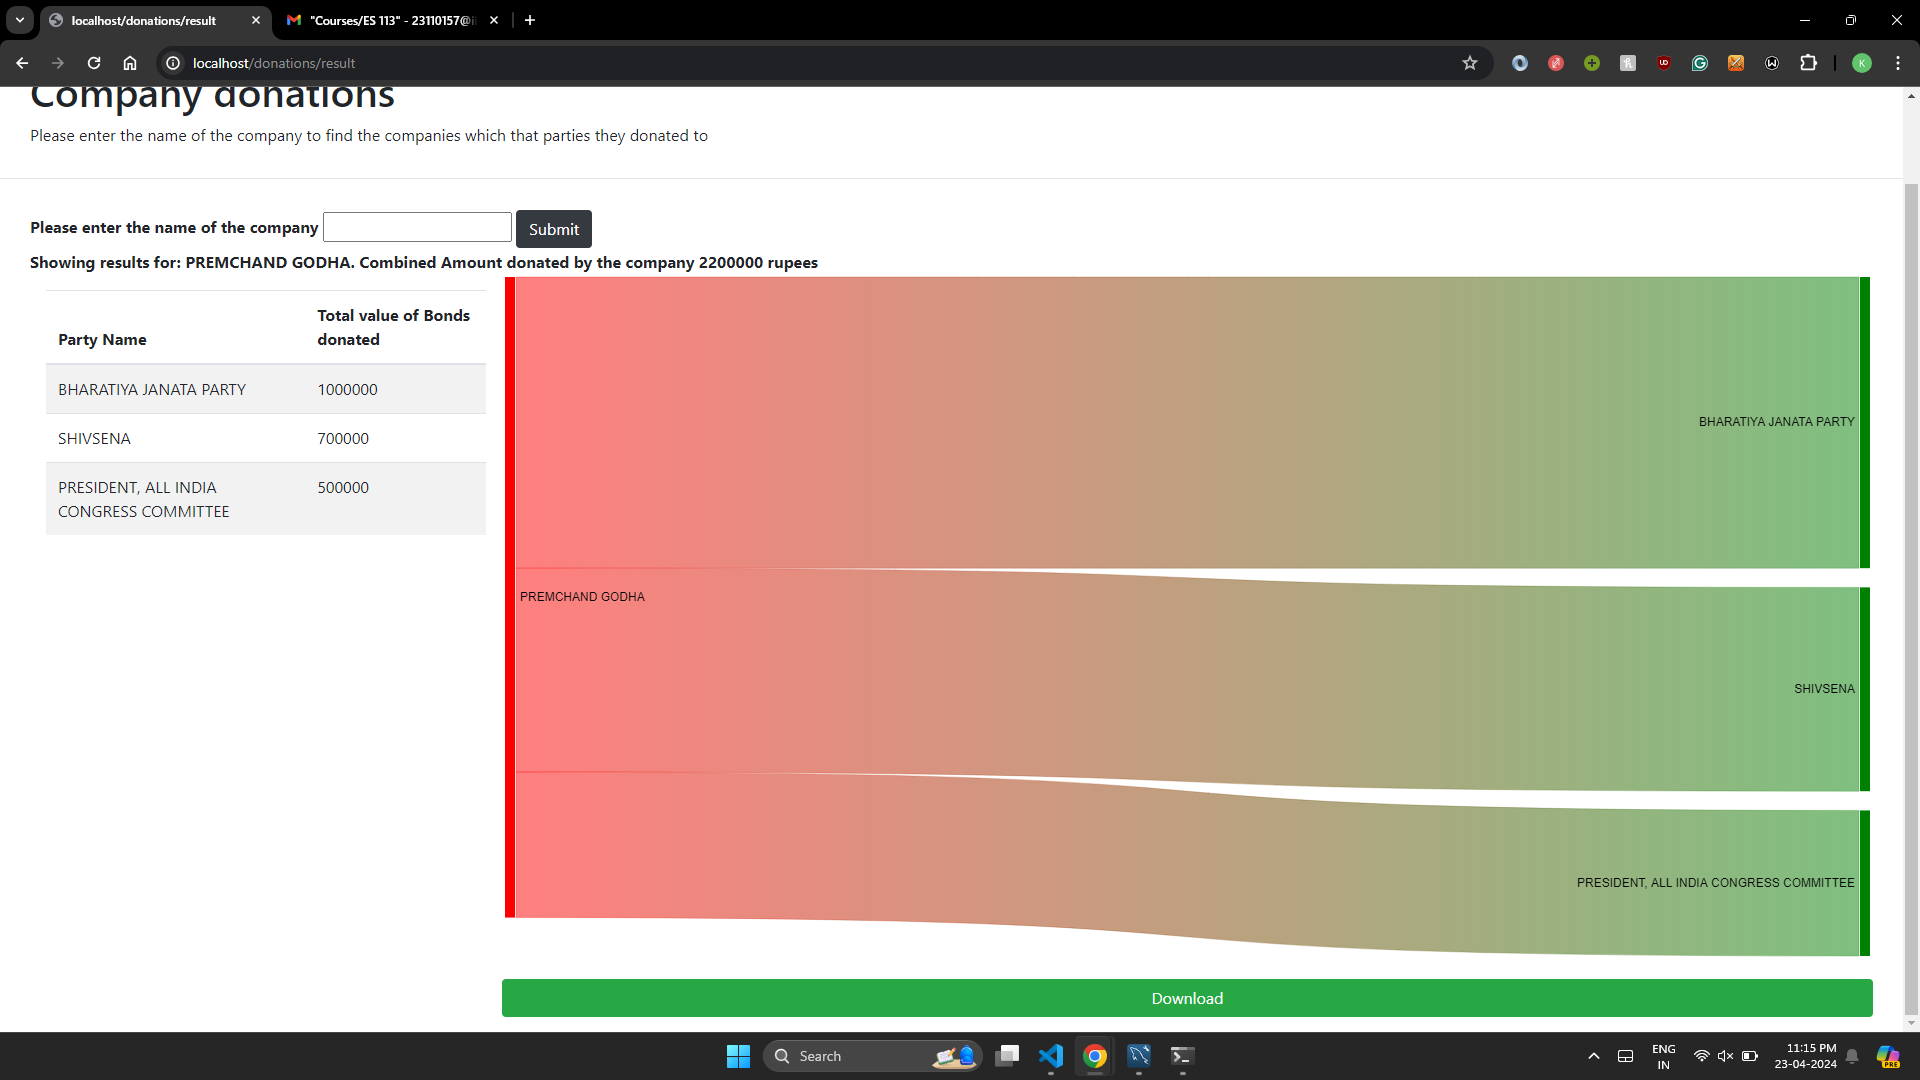 localhost/donations/result
"Courses/ES 113" - 23110157@i
localhost/donations/result
K
Company donations
Please enter the name of the company to find the companies which that parties they donated to
Please enter the name of the company
Submit
Showing results for: PREMCHAND GODHA. Combined Amount donated by the company 2200000 rupees
Party Name
Total value of Bonds
donated
BHARATIYA JANATA PARTY
1000000
SHIVSENA
700000
PRESIDENT, ALL INDIA
CONGRESS COMMITTEE
500000
PREMCHAND GODHA
BHARATIYA JANATA PARTY
SHIVSENA
PRESIDENT, ALL INDIA CONGRESS COMMITTEE
Download
Search
ENG
IN
11:15 PM
23-04-2024
PRE